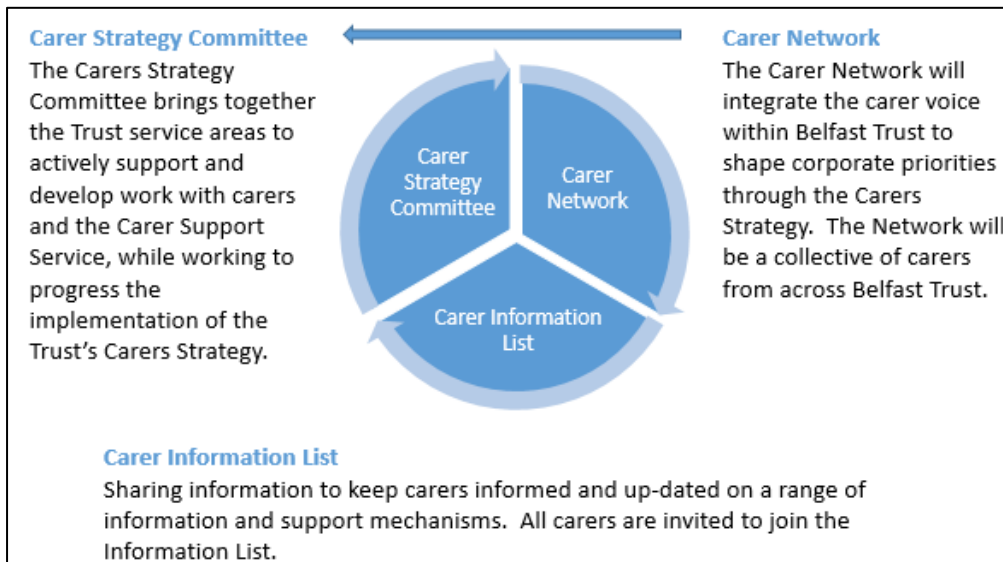 Carer Strategy Committee
The Carers Strategy
Committee brings together
the Trust service areas to
actively support and
develop work with carers
and the Carer Support
Service, while working to
progress the
implementation of the
Trust’s Carers Strategy.
Carer
Strategy
Committee
Carer
Network
Carer Information
List
Carer Network
The Carer Network will
integrate the carer voice
within Belfast Trust to
shape corporate priorities
through the Carers
Strategy.  The Network will
be a collective of carers
from across Belfast Trust.
Carer Information List
Sharing information to keep carers informed and up-dated on a range of
information and support mechanisms.  All carers are invited to join the
Information List.